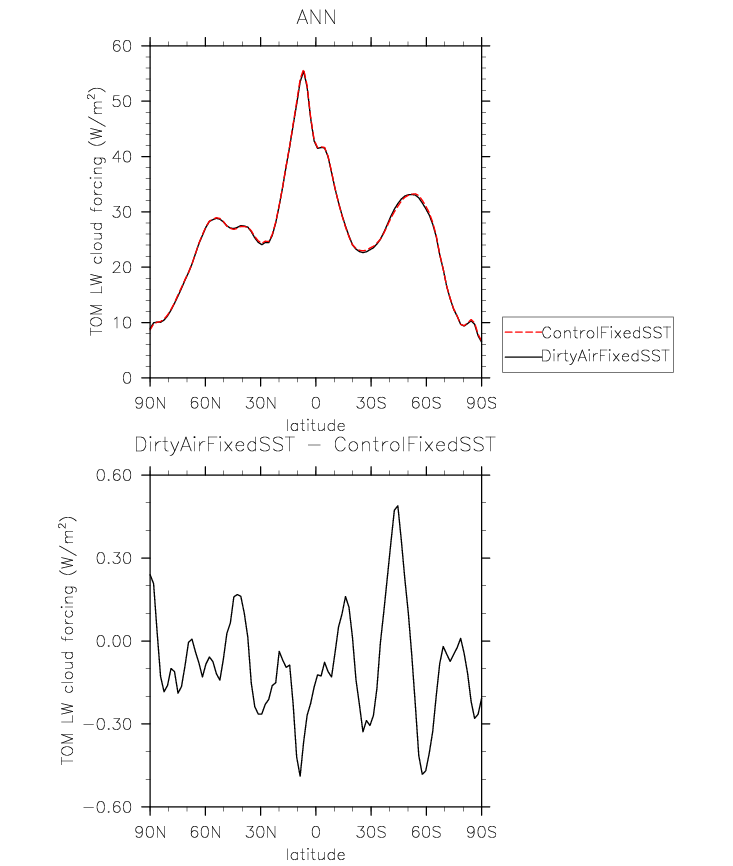 ANN
TOM LW cloud forcing (W/m²)
60
50
40
30
20
10
0
90N 60N 30N 0 30S 60S 90S
latitude
ControlFixedSST
DirtyAirFixedSST
DirtyAirFixedSST − ControlFixedSST
TOM LW cloud forcing (W/m²)
0.60
0.30
0.00
−0.30
−0.60
90N 60N 30N 0 30S 60S 90S
latitude